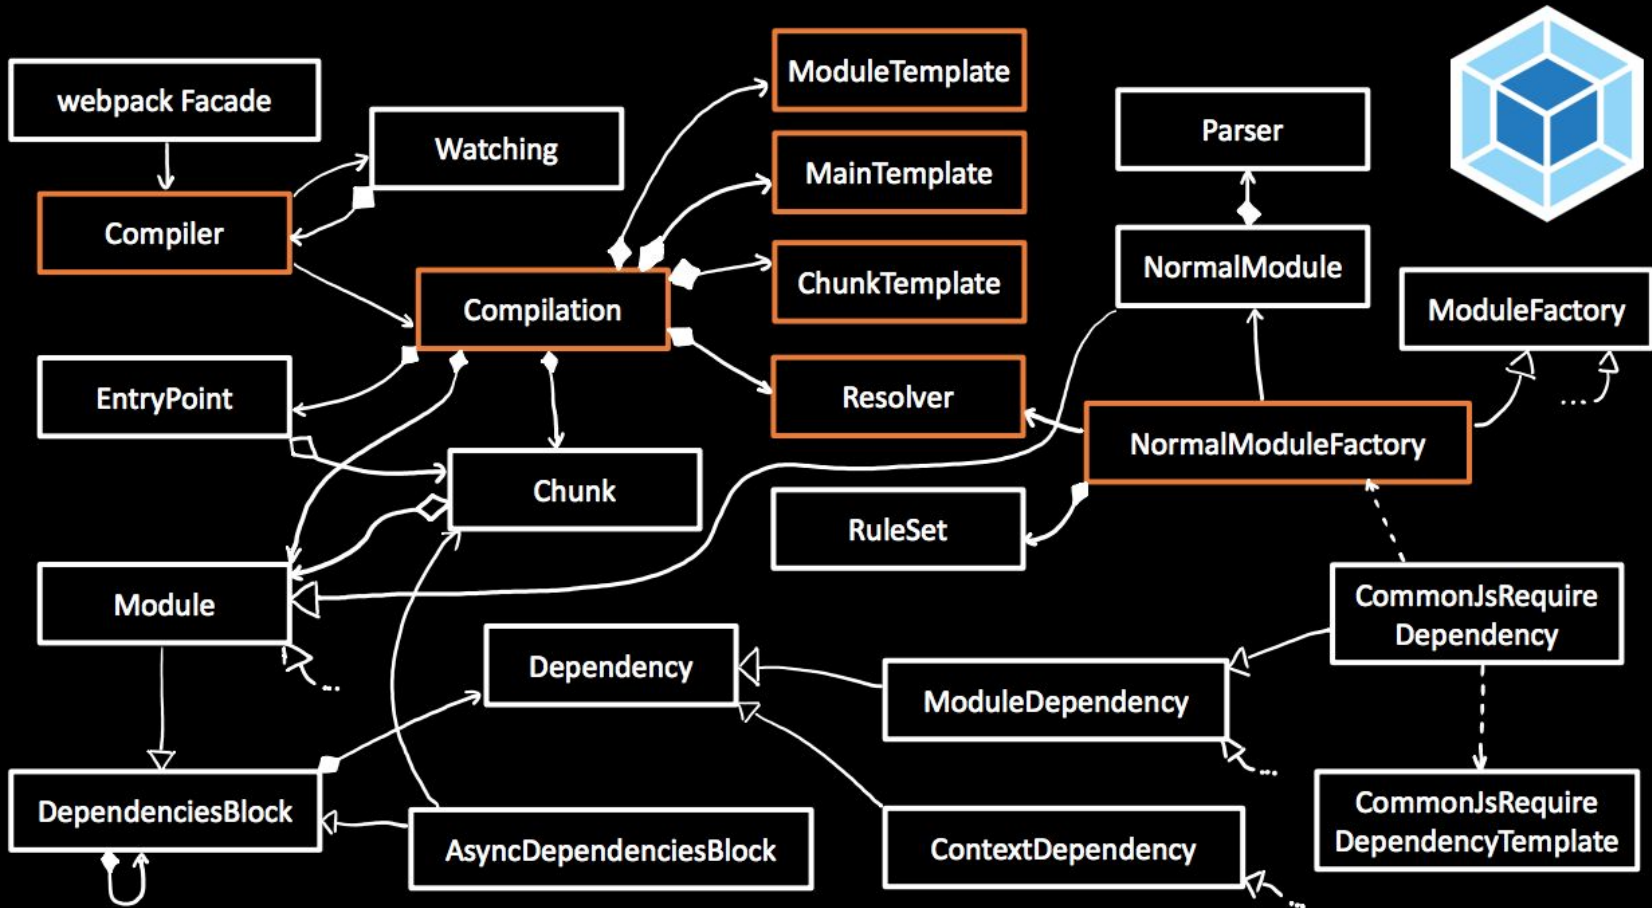 webpack Facade
Watching
Compiler
Compilation
ModuleTemplate
MainTemplate
ChunkTemplate
Resolver
Parser
NormalModule
ModuleFactory
...
EntryPoint
Chunk
NormalModuleFactory
RuleSet
Module
...
CommonJsRequire
Dependency
Dependency
ModuleDependency
...
DependenciesBlock
AsyncDependenciesBlock
ContextDependency
...
CommonJsRequire
DependencyTemplate